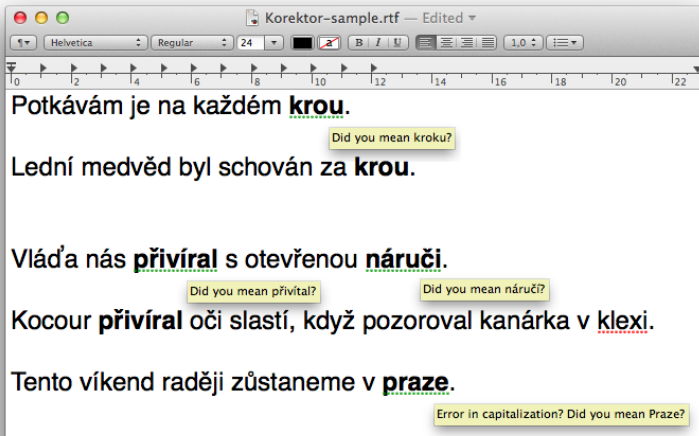 Korektor-sample.rtf — Edited
¶ Helvetica Regular 24 a B I U 1,0
0 2 4 6 8 10 12 14 16 18 20 22
Potkávám je na každém krou.
Did you mean kroku?
Lední medvěd byl schován za krou.
Vláďa nás přivíral s otevřenou náruči.
Did you mean přivítal? Did you mean náručí?
Kocour přivíral oči slastí, když pozoroval kanárka v klexi.
Tento víkend raději zůstaneme v praze.
Error in capitalization? Did you mean Praze?